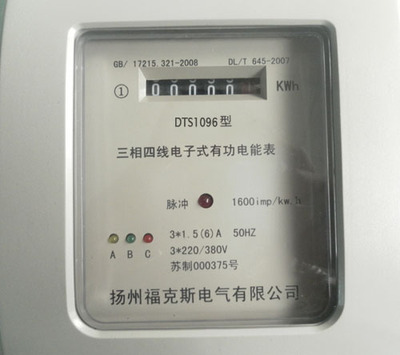 GB/ 17215.321-2008 DL/T 645-2007
① 00000 KWh
DTS1096型
三相四线电子式有功电能表
脉冲 1600imp/kw.h
3*1.5(6)A 50HZ
A B C 3*220/380V
苏制000375号
扬州福克斯电气有限公司